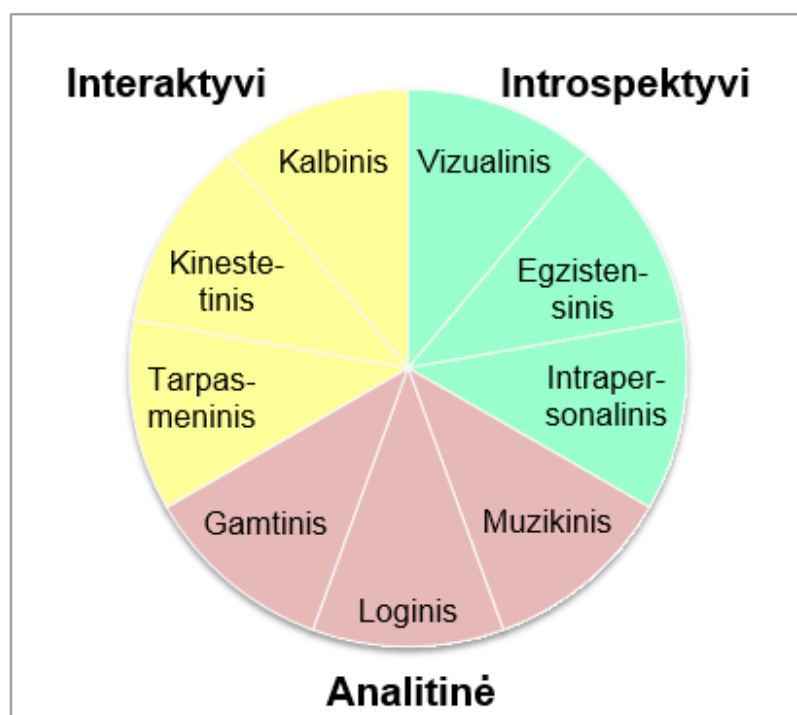 Interaktyvi
Introspektyvi
Kalbinis
Vizualinis
Kineste-
tinis
Egzisten-
sinis
Tarpas-
meninis
Intraper-
sonalinis
Gamtinis
Muzikinis
Loginis
Analitinė